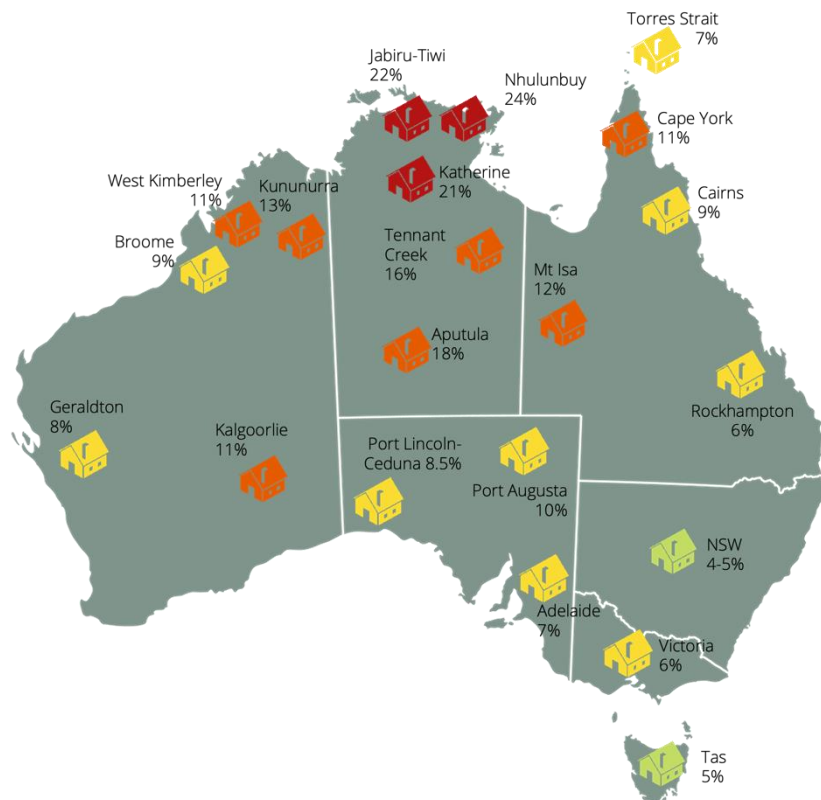 Torres Strait
7%
Jabiru-Tiwi
22%
Nhulunbuy
24%
Cape York
11%
Katherine
21%
West Kimberley
11%
Kununurra
13%
Cairns
9%
Broome
9%
Tennant
Creek
16%
Mt Isa
12%
Aputula
18%
Geraldton
8%
Rockhampton
6%
Kalgoorlie
11%
Port Lincoln-
Ceduna 8.5%
Port Augusta
10%
NSW
4-5%
Adelaide
7%
Victoria
6%
Tas
5%